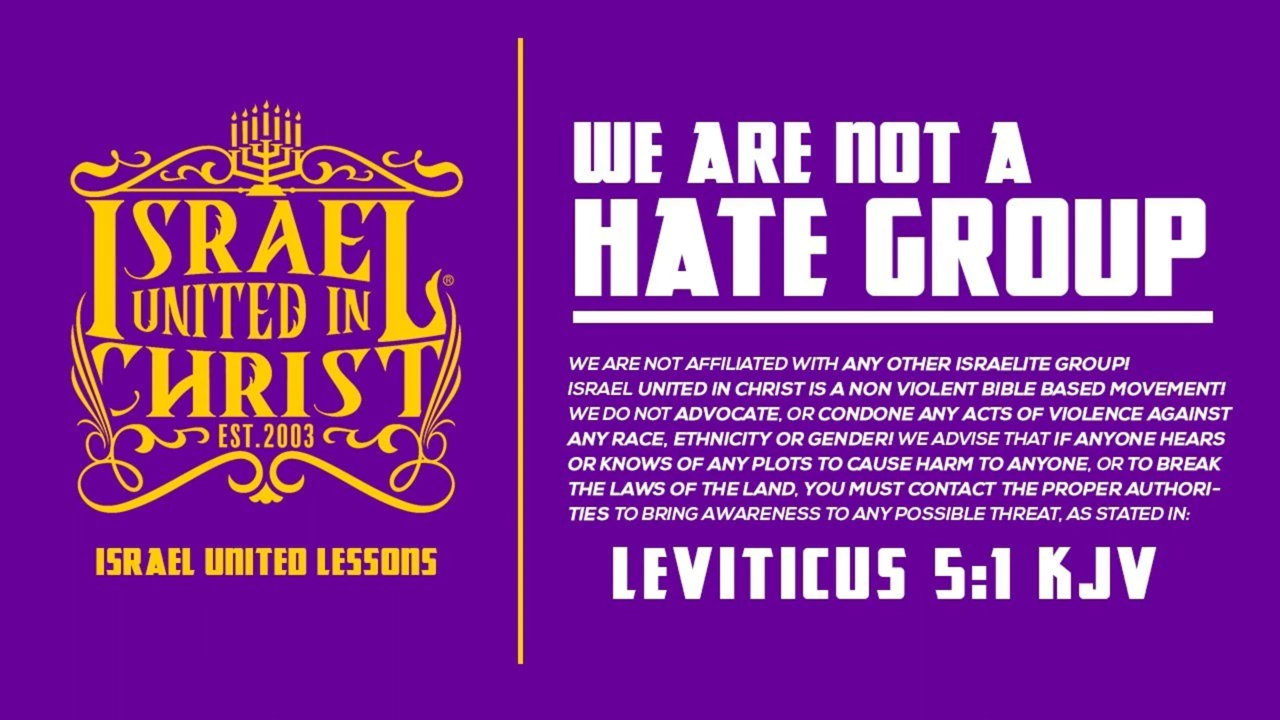 ISRAEL
UNITED IN
CHRIST
®
EST.2003
ISRAEL UNITED LESSONS
WE ARE NOT A
HATE GROUP
WE ARE NOT AFFILIATED WITH ANY OTHER ISRAELITE GROUP!
ISRAEL UNITED IN CHRIST IS A NON VIOLENT BIBLE BASED MOVEMENT!
WE DO NOT ADVOCATE, OR CONDONE ANY ACTS OF VIOLENCE AGAINST
ANY RACE, ETHNICITY OR GENDER! WE ADVISE THAT IF ANYONE HEARS
OR KNOWS OF ANY PLOTS TO CAUSE HARM TO ANYONE, OR TO BREAK
THE LAWS OF THE LAND, YOU MUST CONTACT THE PROPER AUTHORI-
TIES TO BRING AWARENESS TO ANY POSSIBLE THREAT, AS STATED IN:
LEVITICUS 5:1 KJV